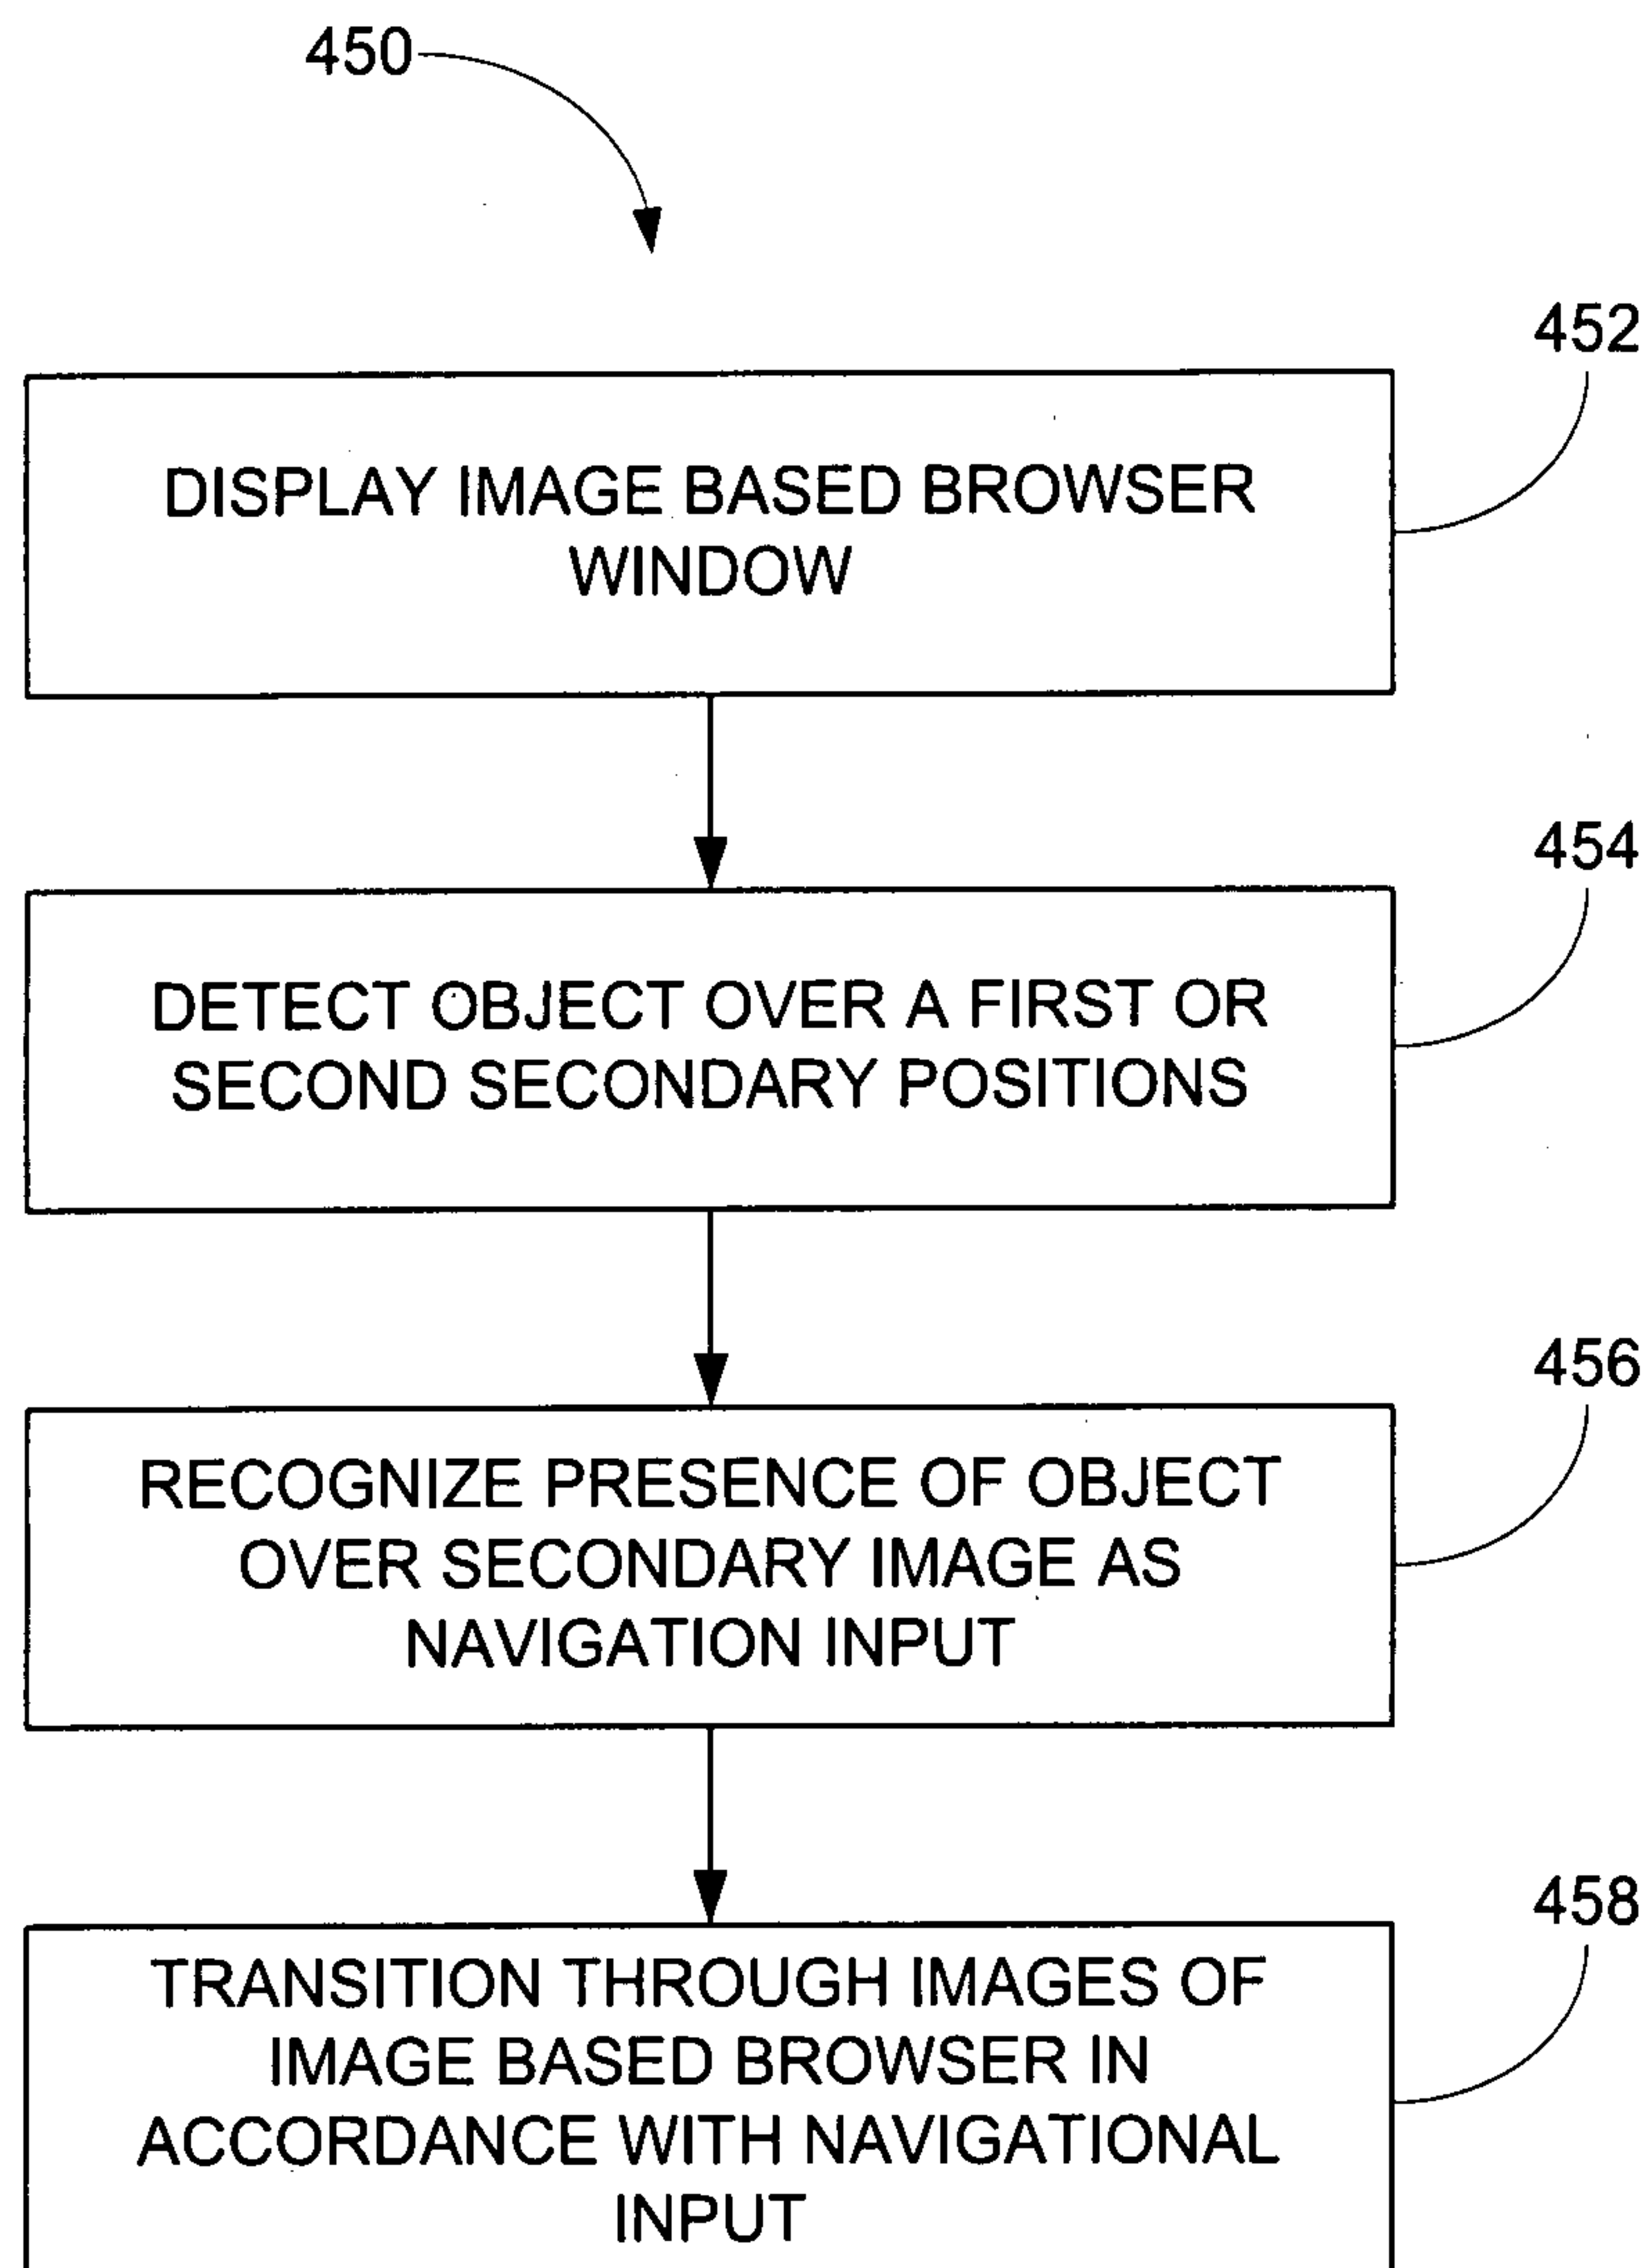 450
452
DISPLAY IMAGE BASED BROWSER
WINDOW
454
DETECT OBJECT OVER A FIRST OR
SECOND SECONDARY POSITIONS
456
RECOGNIZE PRESENCE OF OBJECT
OVER SECONDARY IMAGE AS
NAVIGATION INPUT
458
TRANSITION THROUGH IMAGES OF
IMAGE BASED BROWSER IN
ACCORDANCE WITH NAVIGATIONAL
INPUT